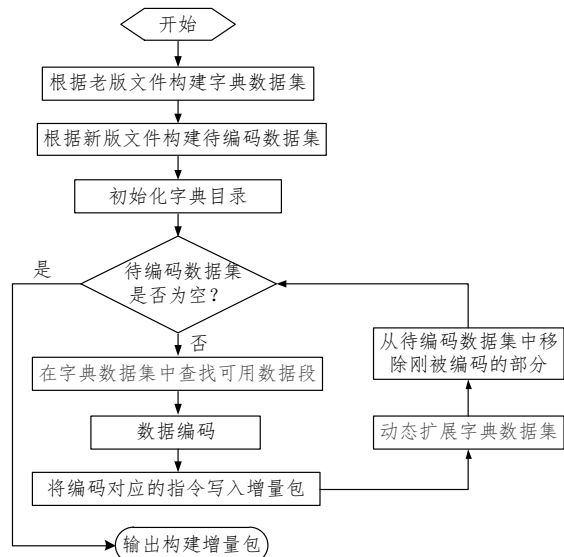 开始
根据老版文件构建字典数据集
根据新版文件构建待编码数据集
初始化字典目录
待编码数据集
是否为空?
是
否
在字典数据集中查找可用数据段
数据编码
将编码对应的指令写入增量包
动态扩展字典数据集
从待编码数据集中移
除刚被编码的部分
输出构建增量包